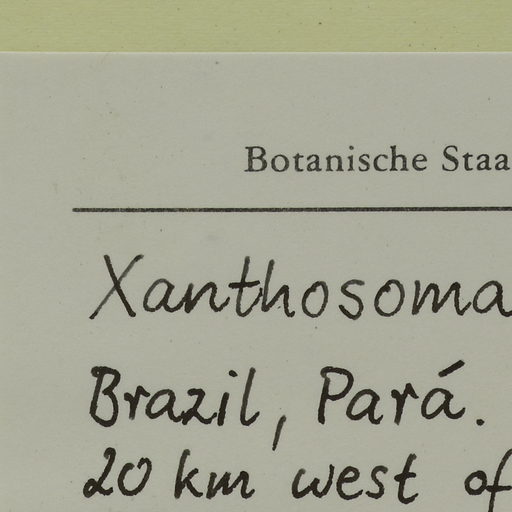 Botanische Staa
Xanthosoma
Brazil, Pará.
20 km west of